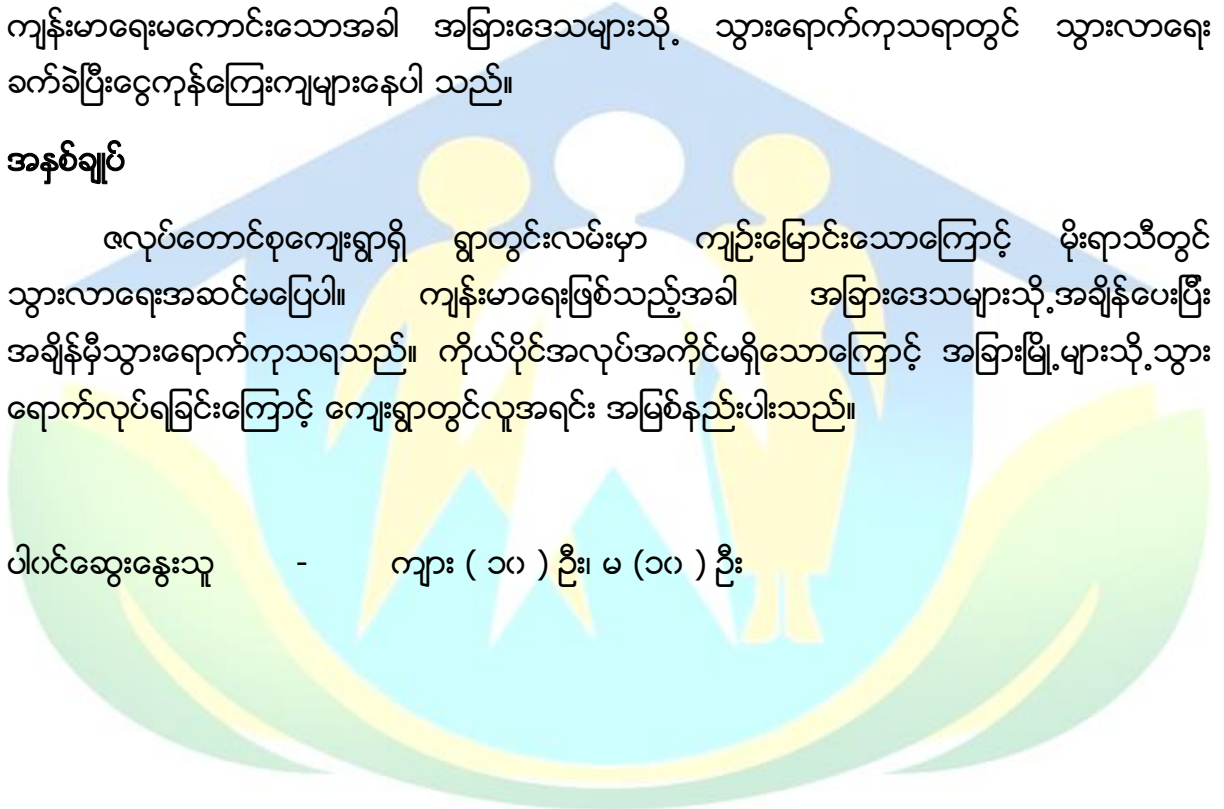 ကျန်းမာရေးမကောင်းသောအခါ အခြားဒေသများသို့ သွားရောက်ကုသရာတွင် သွားလာရေး
ခက်ခဲပြီးငွေကုန်ကြေးကျများနေပါ သည်။
အနှစ်ချုပ်
ဇလုပ်တောင်စုကျေးရွာရှိ ရွာတွင်းလမ်းမှာ ကျဉ်းမြောင်းသောကြောင့် မိုးရာသီတွင်
သွားလာရေးအဆင်မပြေပါ။ ကျန်းမာရေးဖြစ်သည့်အခါ အခြားဒေသများသို့အချိန်ပေးပြီး
အချိန်မှီသွားရောက်ကုသရသည်။ ကိုယ်ပိုင်အလုပ်အကိုင်မရှိသောကြောင့် အခြားမြို့များသို့သွား
ရောက်လုပ်ရခြင်းကြောင့် ကျေးရွာတွင်လူအရင်း အမြစ်နည်းပါးသည်။
ပါဝင်ဆွေးနွေးသူ - ကျား ( ၁၀ ) ဦး၊ မ (၁၀ ) ဦး